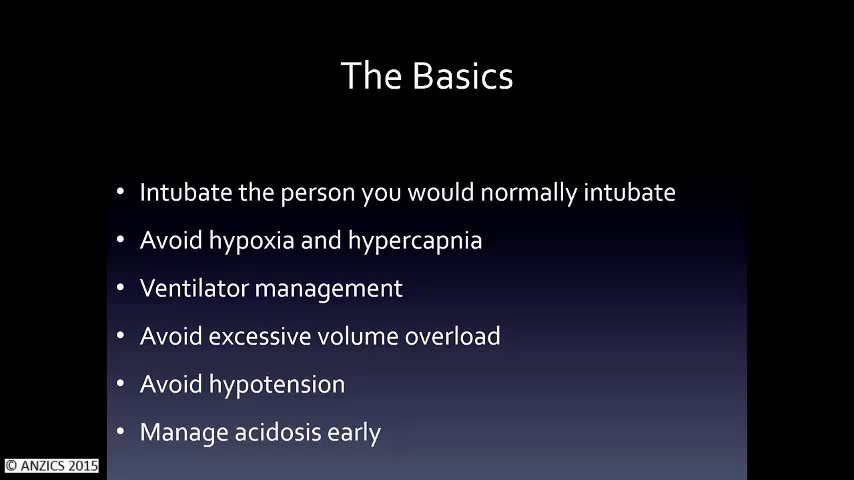 The Basics
• Intubate the person you would normally intubate
• Avoid hypoxia and hypercapnia
• Ventilator management
• Avoid excessive volume overload
• Avoid hypotension
• Manage acidosis early
© ANZICS 2015